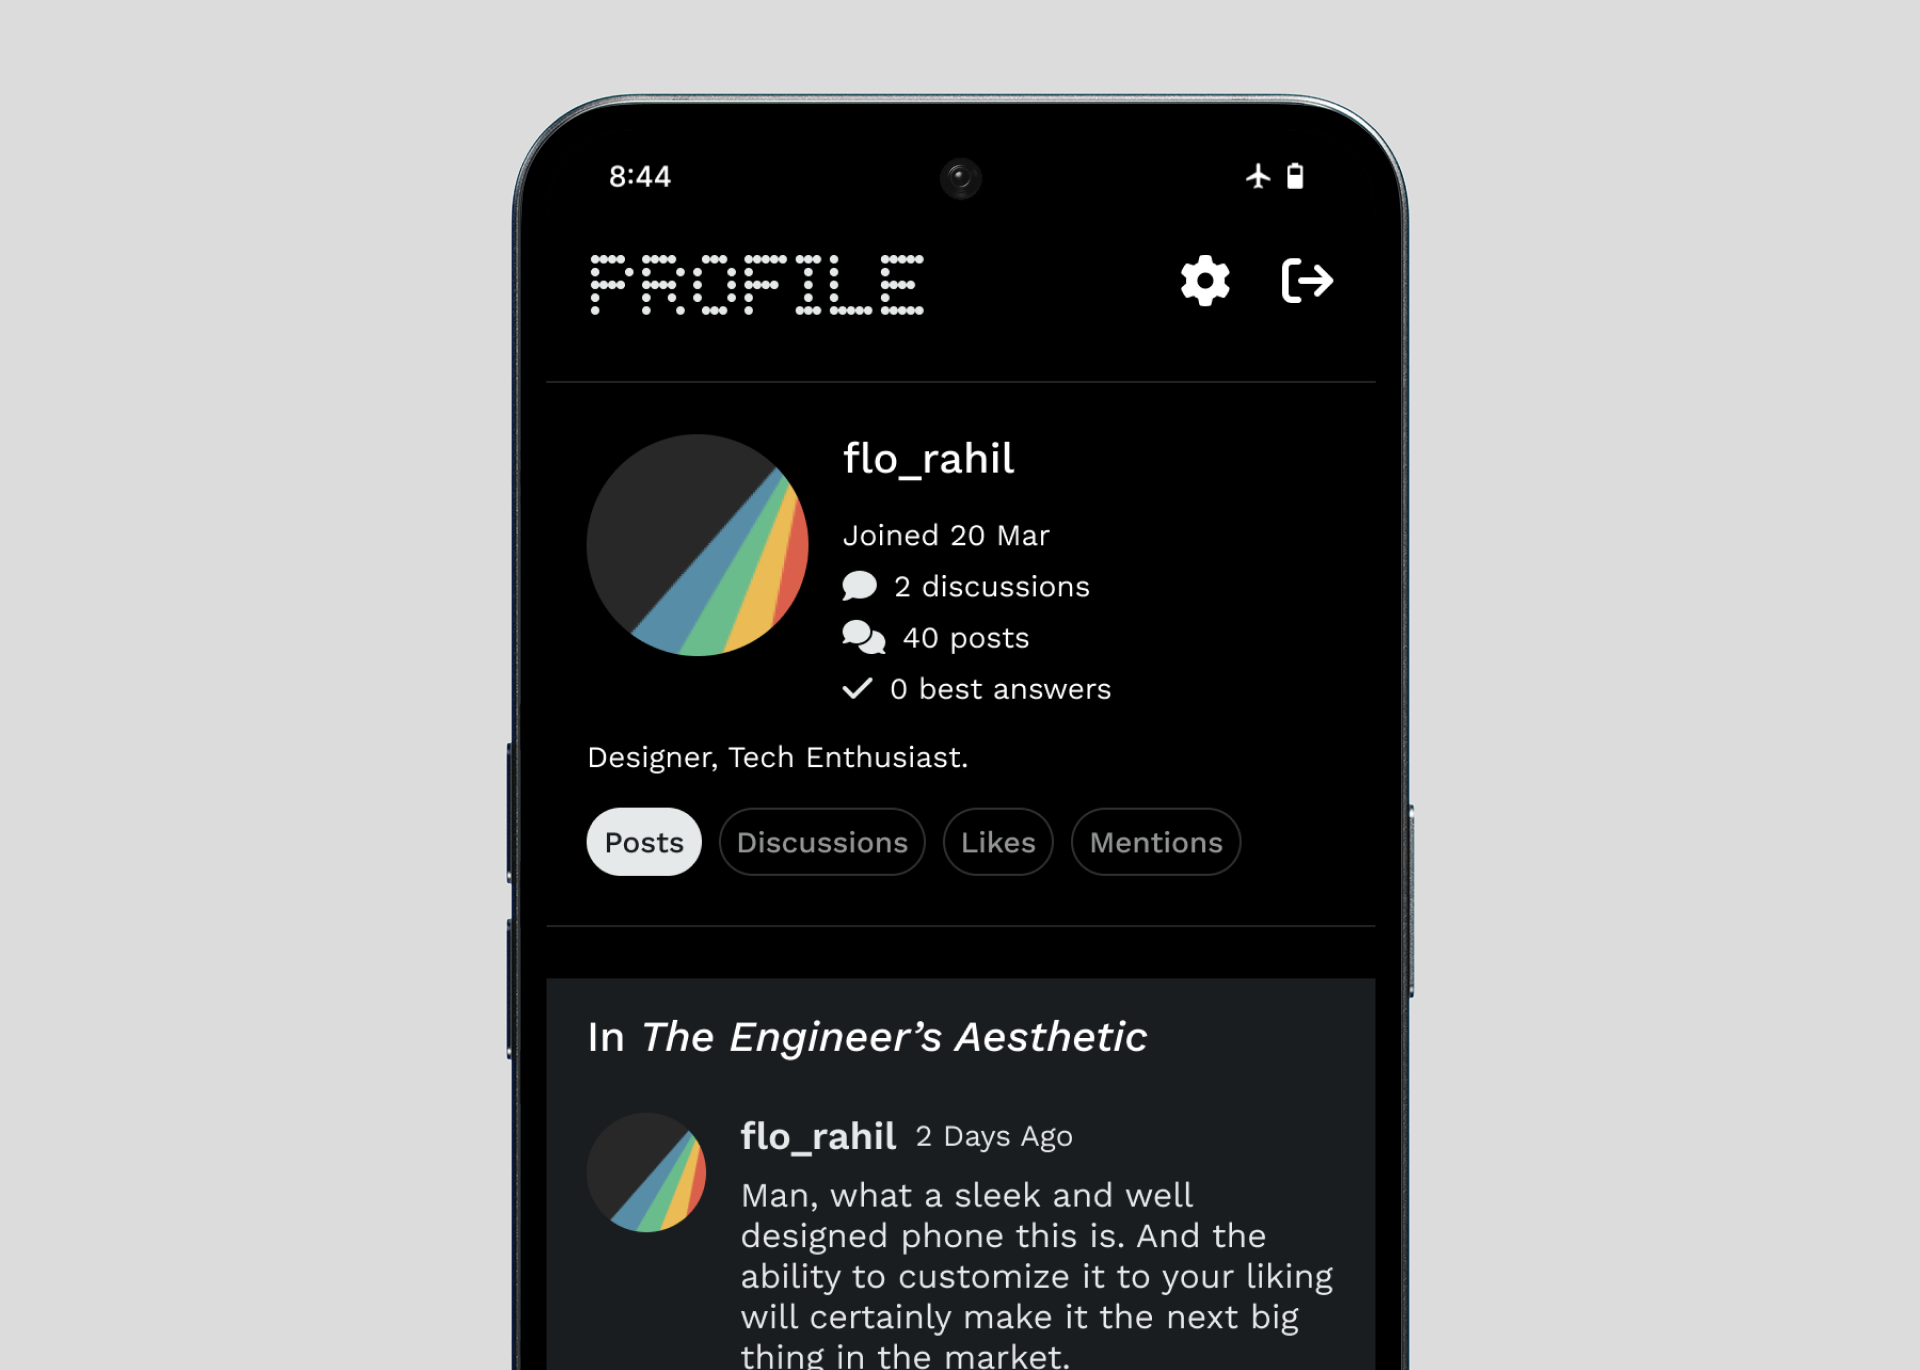 8:44
PROFILE
flo_rahil
Joined 20 Mar
2 discussions
40 posts
0 best answers
Designer, Tech Enthusiast.
Posts Discussions Likes Mentions
In The Engineer’s Aesthetic
flo_rahil 2 Days Ago
Man, what a sleek and well
designed phone this is. And the
ability to customize it to your liking
will certainly make it the next big
thing in the market.